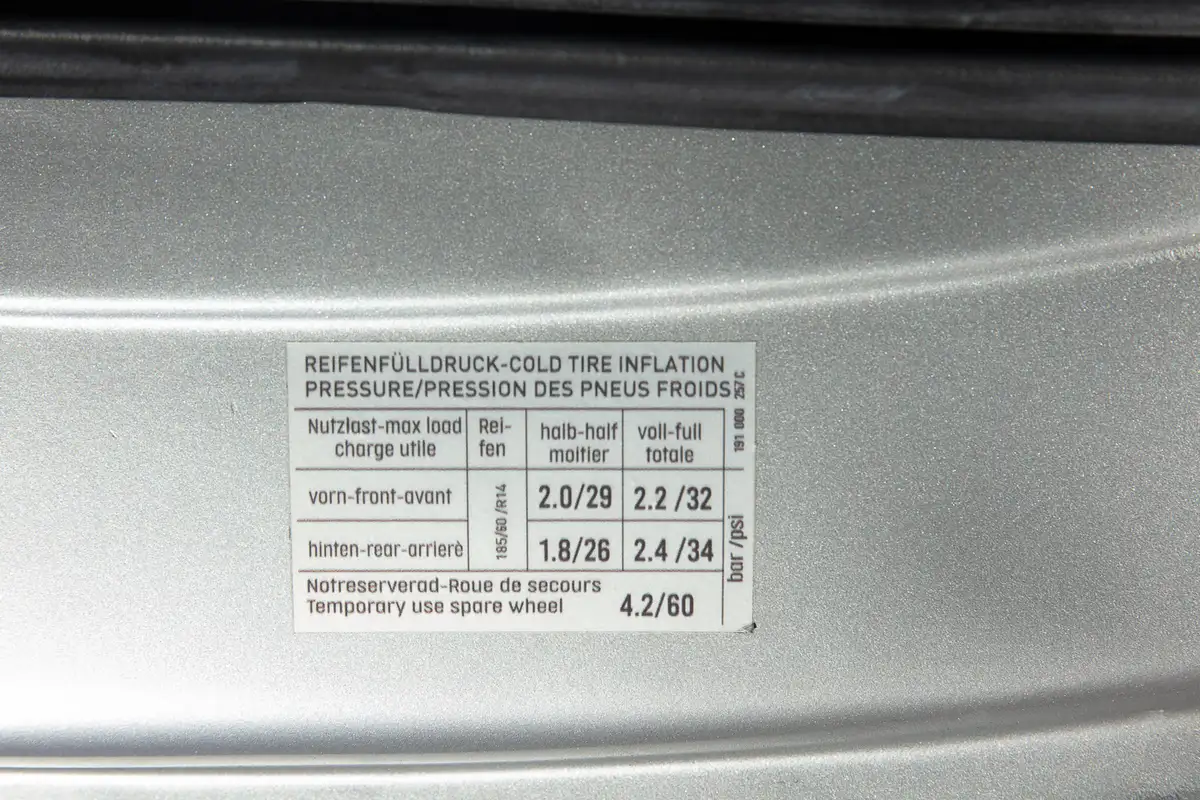 REIFENFÜLLDRUCK-COLD TIRE INFLATION
PRESSURE/PRESSION DES PNEUS FROIDS
Nutzlast-max load
charge utile
Rei-
fen
halb-half
moitier
voll-full
totale
vorn-front-avant
185/60/R14
2.0/29
2.2/32
hinten-rear-arrierè
1.8/26
2.4/34
Notreserverad-Roue de secours
Temporary use spare wheel
4.2/60
191 000 257 C
bar/psi